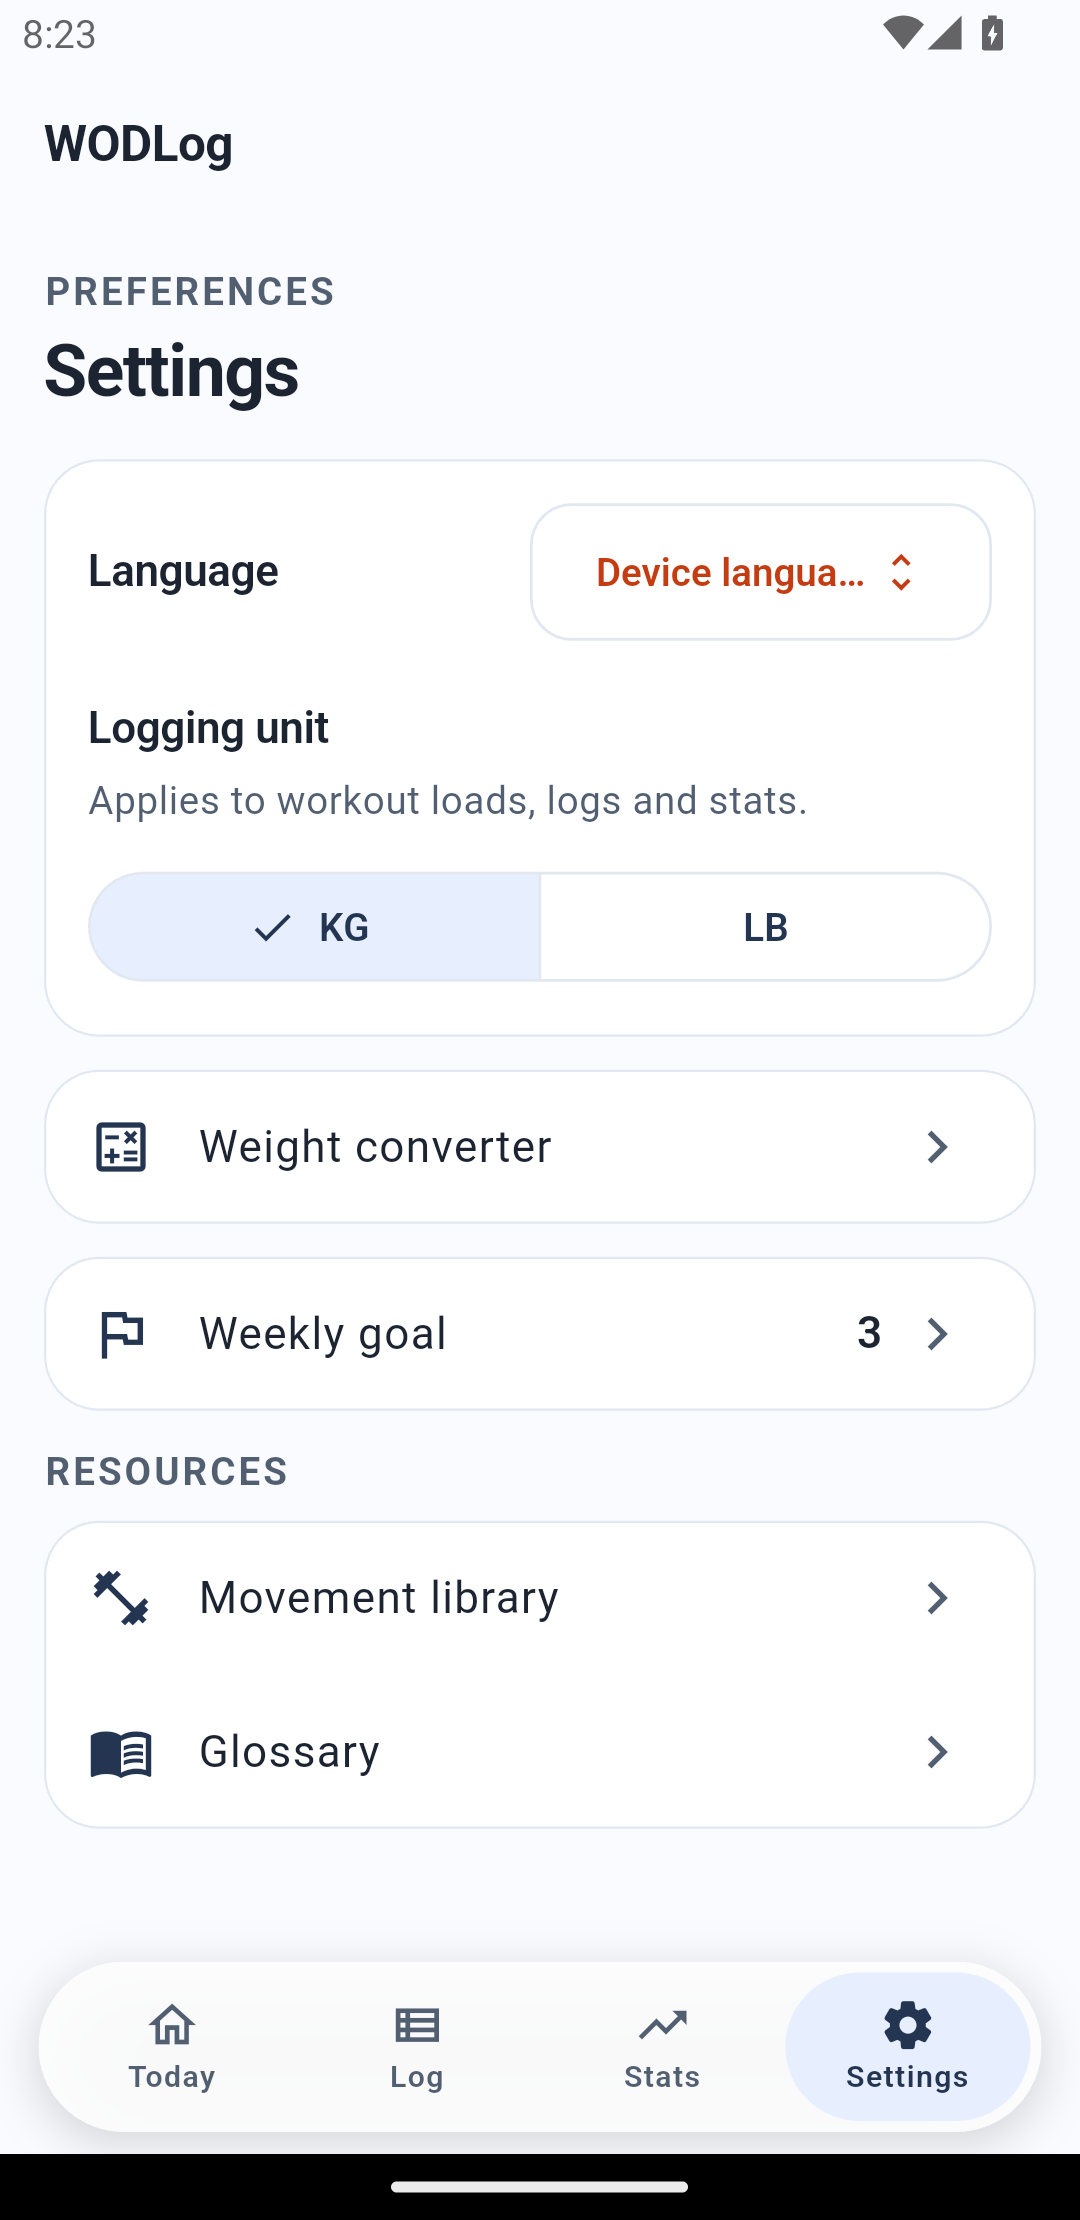 8:23
WODLog
PREFERENCES
Settings
Language
Device langua…
Logging unit
Applies to workout loads, logs and stats.
KG
LB
Weight converter
Weekly goal
3
RESOURCES
Movement library
Glossary
Today
Log
Stats
Settings